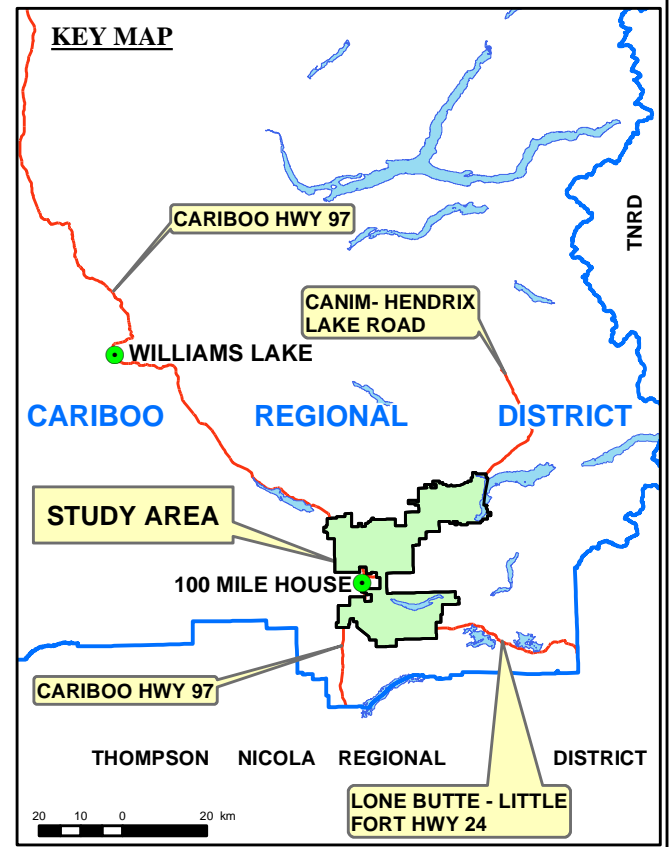 KEY MAP
CARIBOO HWY 97
TNRD
CANIM- HENDRIX
LAKE ROAD
WILLIAMS LAKE
CARIBOO REGIONAL DISTRICT
STUDY AREA
100 MILE HOUSE
CARIBOO HWY 97
THOMPSON NICOLA REGIONAL DISTRICT
LONE BUTTE - LITTLE
FORT HWY 24
20 10 0 20 km